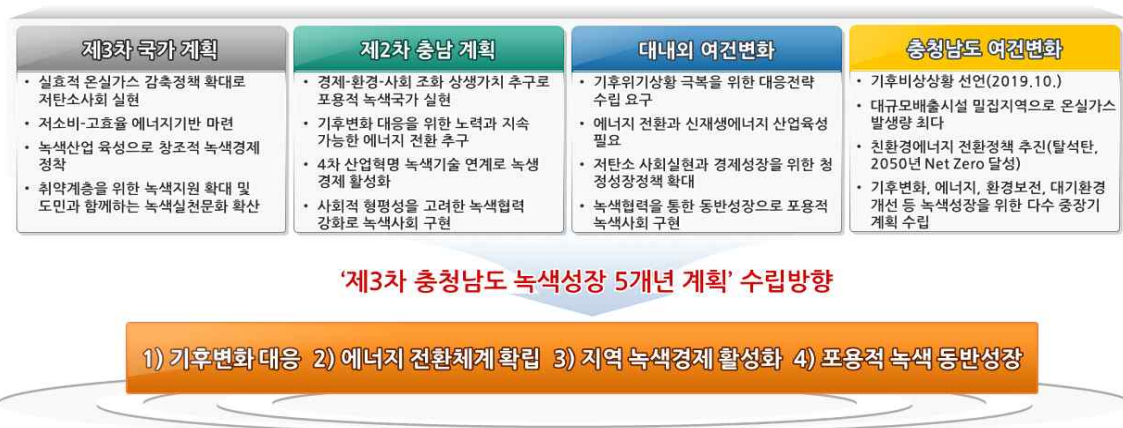 제3차 국가 계획
• 실효적 온실가스 감축정책 확대로
저탄소사회 실현
• 저소비-고효율 에너지기반 마련
• 녹색산업 육성으로 창조적 녹색경제
정착
• 취약계층을 위한 녹색지원 확대 및
도민과 함께하는 녹색실천문화 확산
제2차 충남 계획
• 경제-환경-사회 조화 상생가치 추구로
포용적 녹색국가 실현
• 기후변화 대응을 위한 노력과 지속
가능한 에너지 전환 추구
• 4차 산업혁명 녹색기술 연계로 녹생
경제 활성화
• 사회적 형평성을 고려한 녹색협력
강화로 녹색사회 구현
대내외 여건변화
• 기후위기상황 극복을 위한 대응전략
수립 요구
• 에너지 전환과 신재생에너지 산업육성
필요
• 저탄소 사회실현과 경제성장을 위한 청
정성장정책 확대
• 녹색협력을 통한 동반성장으로 포용적
녹색사회 구현
충청남도 여건변화
• 기후비상상황 선언(2019.10.)
• 대규모배출시설 밀집지역으로 온실가스
발생량 최다
• 친환경에너지 전환정책 추진(탈석탄,
2050년 Net Zero 달성)
• 기후변화, 에너지, 환경보전, 대기환경
개선 등 녹색성장을 위한 다수 중장기
계획 수립
‘제3차 충청남도 녹색성장 5개년 계획’ 수립방향
1) 기후변화 대응 2) 에너지 전환체계 확립 3) 지역 녹색경제 활성화 4) 포용적 녹색 동반성장